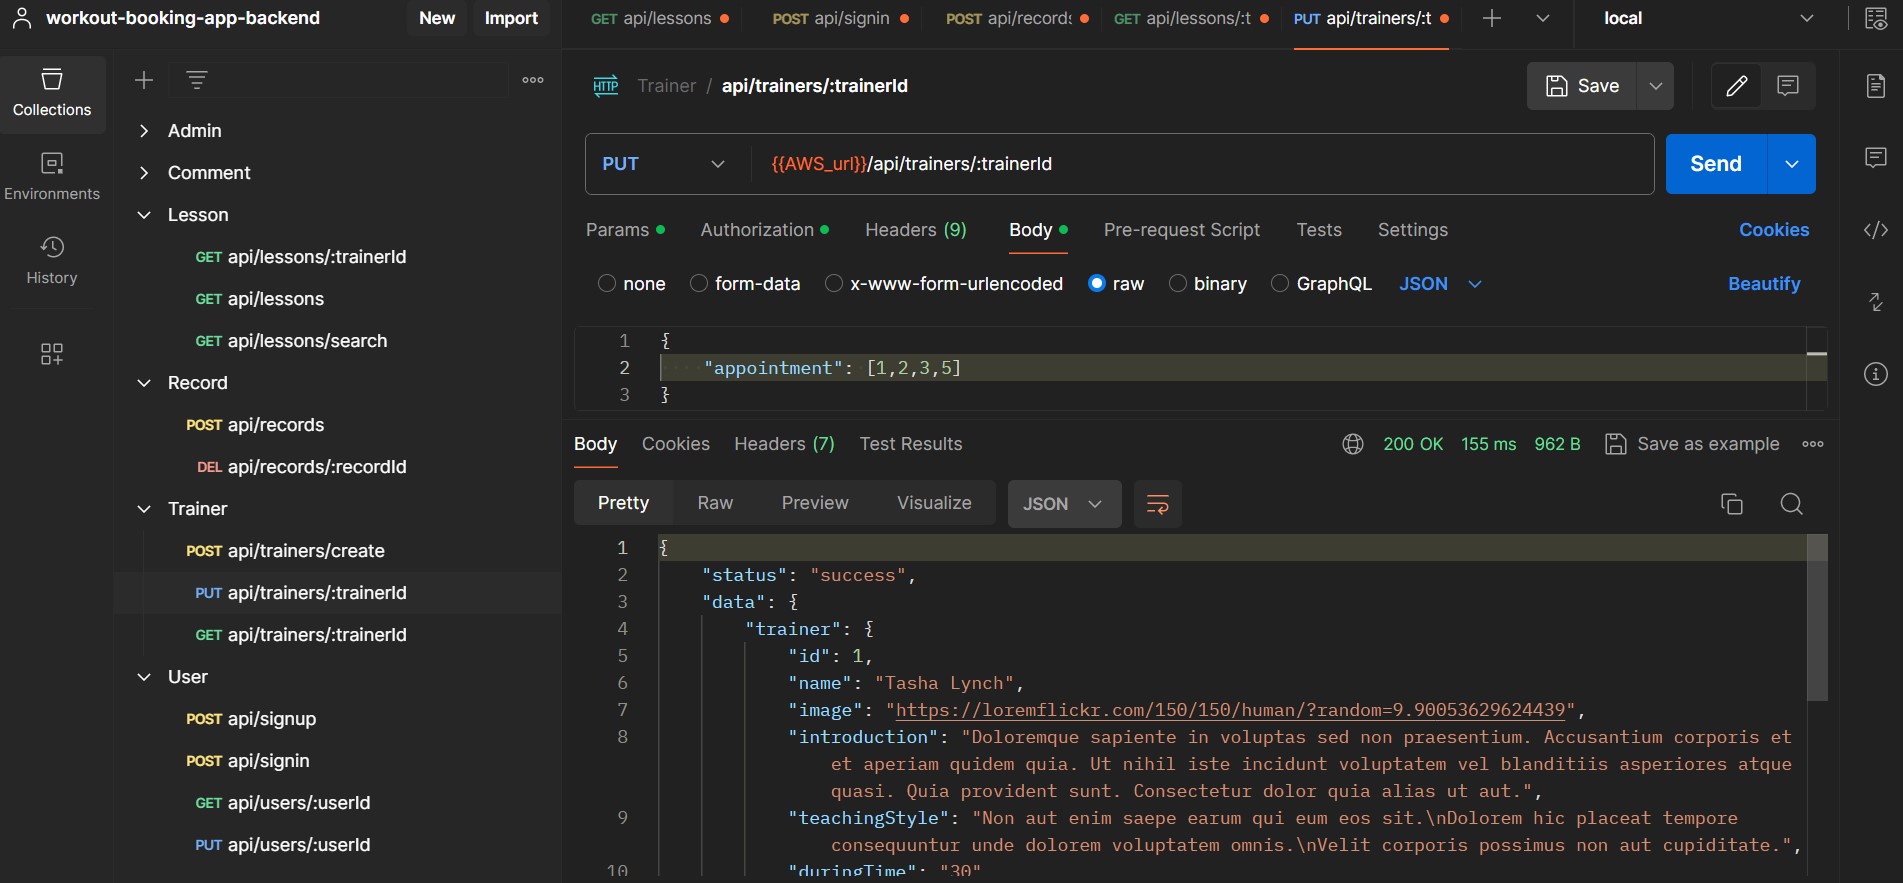 workout-booking-app-backend
New
Import
GET api/lessons
POST api/signin
POST api/records
GET api/lessons/:t
PUT api/trainers/:t
local
Collections
Environments
History
Admin
Comment
Lesson
GET api/lessons/:trainerId
GET api/lessons
GET api/lessons/search
Record
POST api/records
DEL api/records/:recordId
Trainer
POST api/trainers/create
PUT api/trainers/:trainerId
GET api/trainers/:trainerId
User
POST api/signup
POST api/signin
GET api/users/:userId
PUT api/users/:userId
HTTP
Trainer / api/trainers/:trainerId
Save
PUT
{{AWS_url}}/api/trainers/:trainerId
Send
Params
Authorization
Headers (9)
Body
Pre-request Script
Tests
Settings
Cookies
none
form-data
x-www-form-urlencoded
raw
binary
GraphQL
JSON
Beautify
1 {
2 "appointment": [1,2,3,5]
3 }
Body
Cookies
Headers (7)
Test Results
200 OK
155 ms
962 B
Save as example
Pretty
Raw
Preview
Visualize
JSON
1 {
2 "status": "success",
3 "data": {
4 "trainer": {
5 "id": 1,
6 "name": "Tasha Lynch",
7 "image": "https://loremflickr.com/150/150/human/?random=9.90053629624439",
8 "introduction": "Doloremque sapiente in voluptas sed non praesentium. Accusantium corporis et
et aperiam quidem quia. Ut nihil iste incidunt voluptatem vel blanditiis asperiores atque
quasi. Quia provident sunt. Consectetur dolor quia alias ut aut.",
9 "teachingStyle": "Non aut enim saepe earum qui eum eos sit.\nDolorem hic placeat tempore
consequuntur unde dolorem voluptatem omnis.\nVelit corporis possimus non aut cupiditate.",
10 "duringTime": "30"